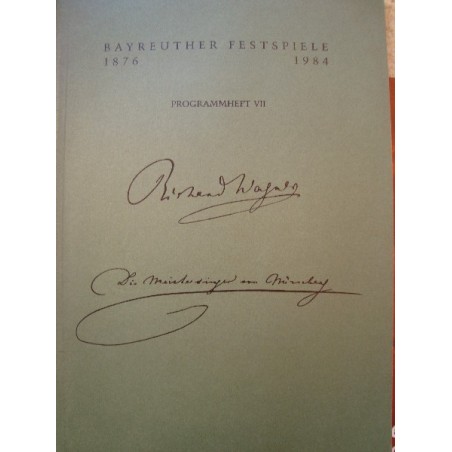 BAYREUTHER FESTSPIELE
1876 1984
PROGRAMMHEFT VII
Richard Wagner
Die Meistersinger von Nürnberg